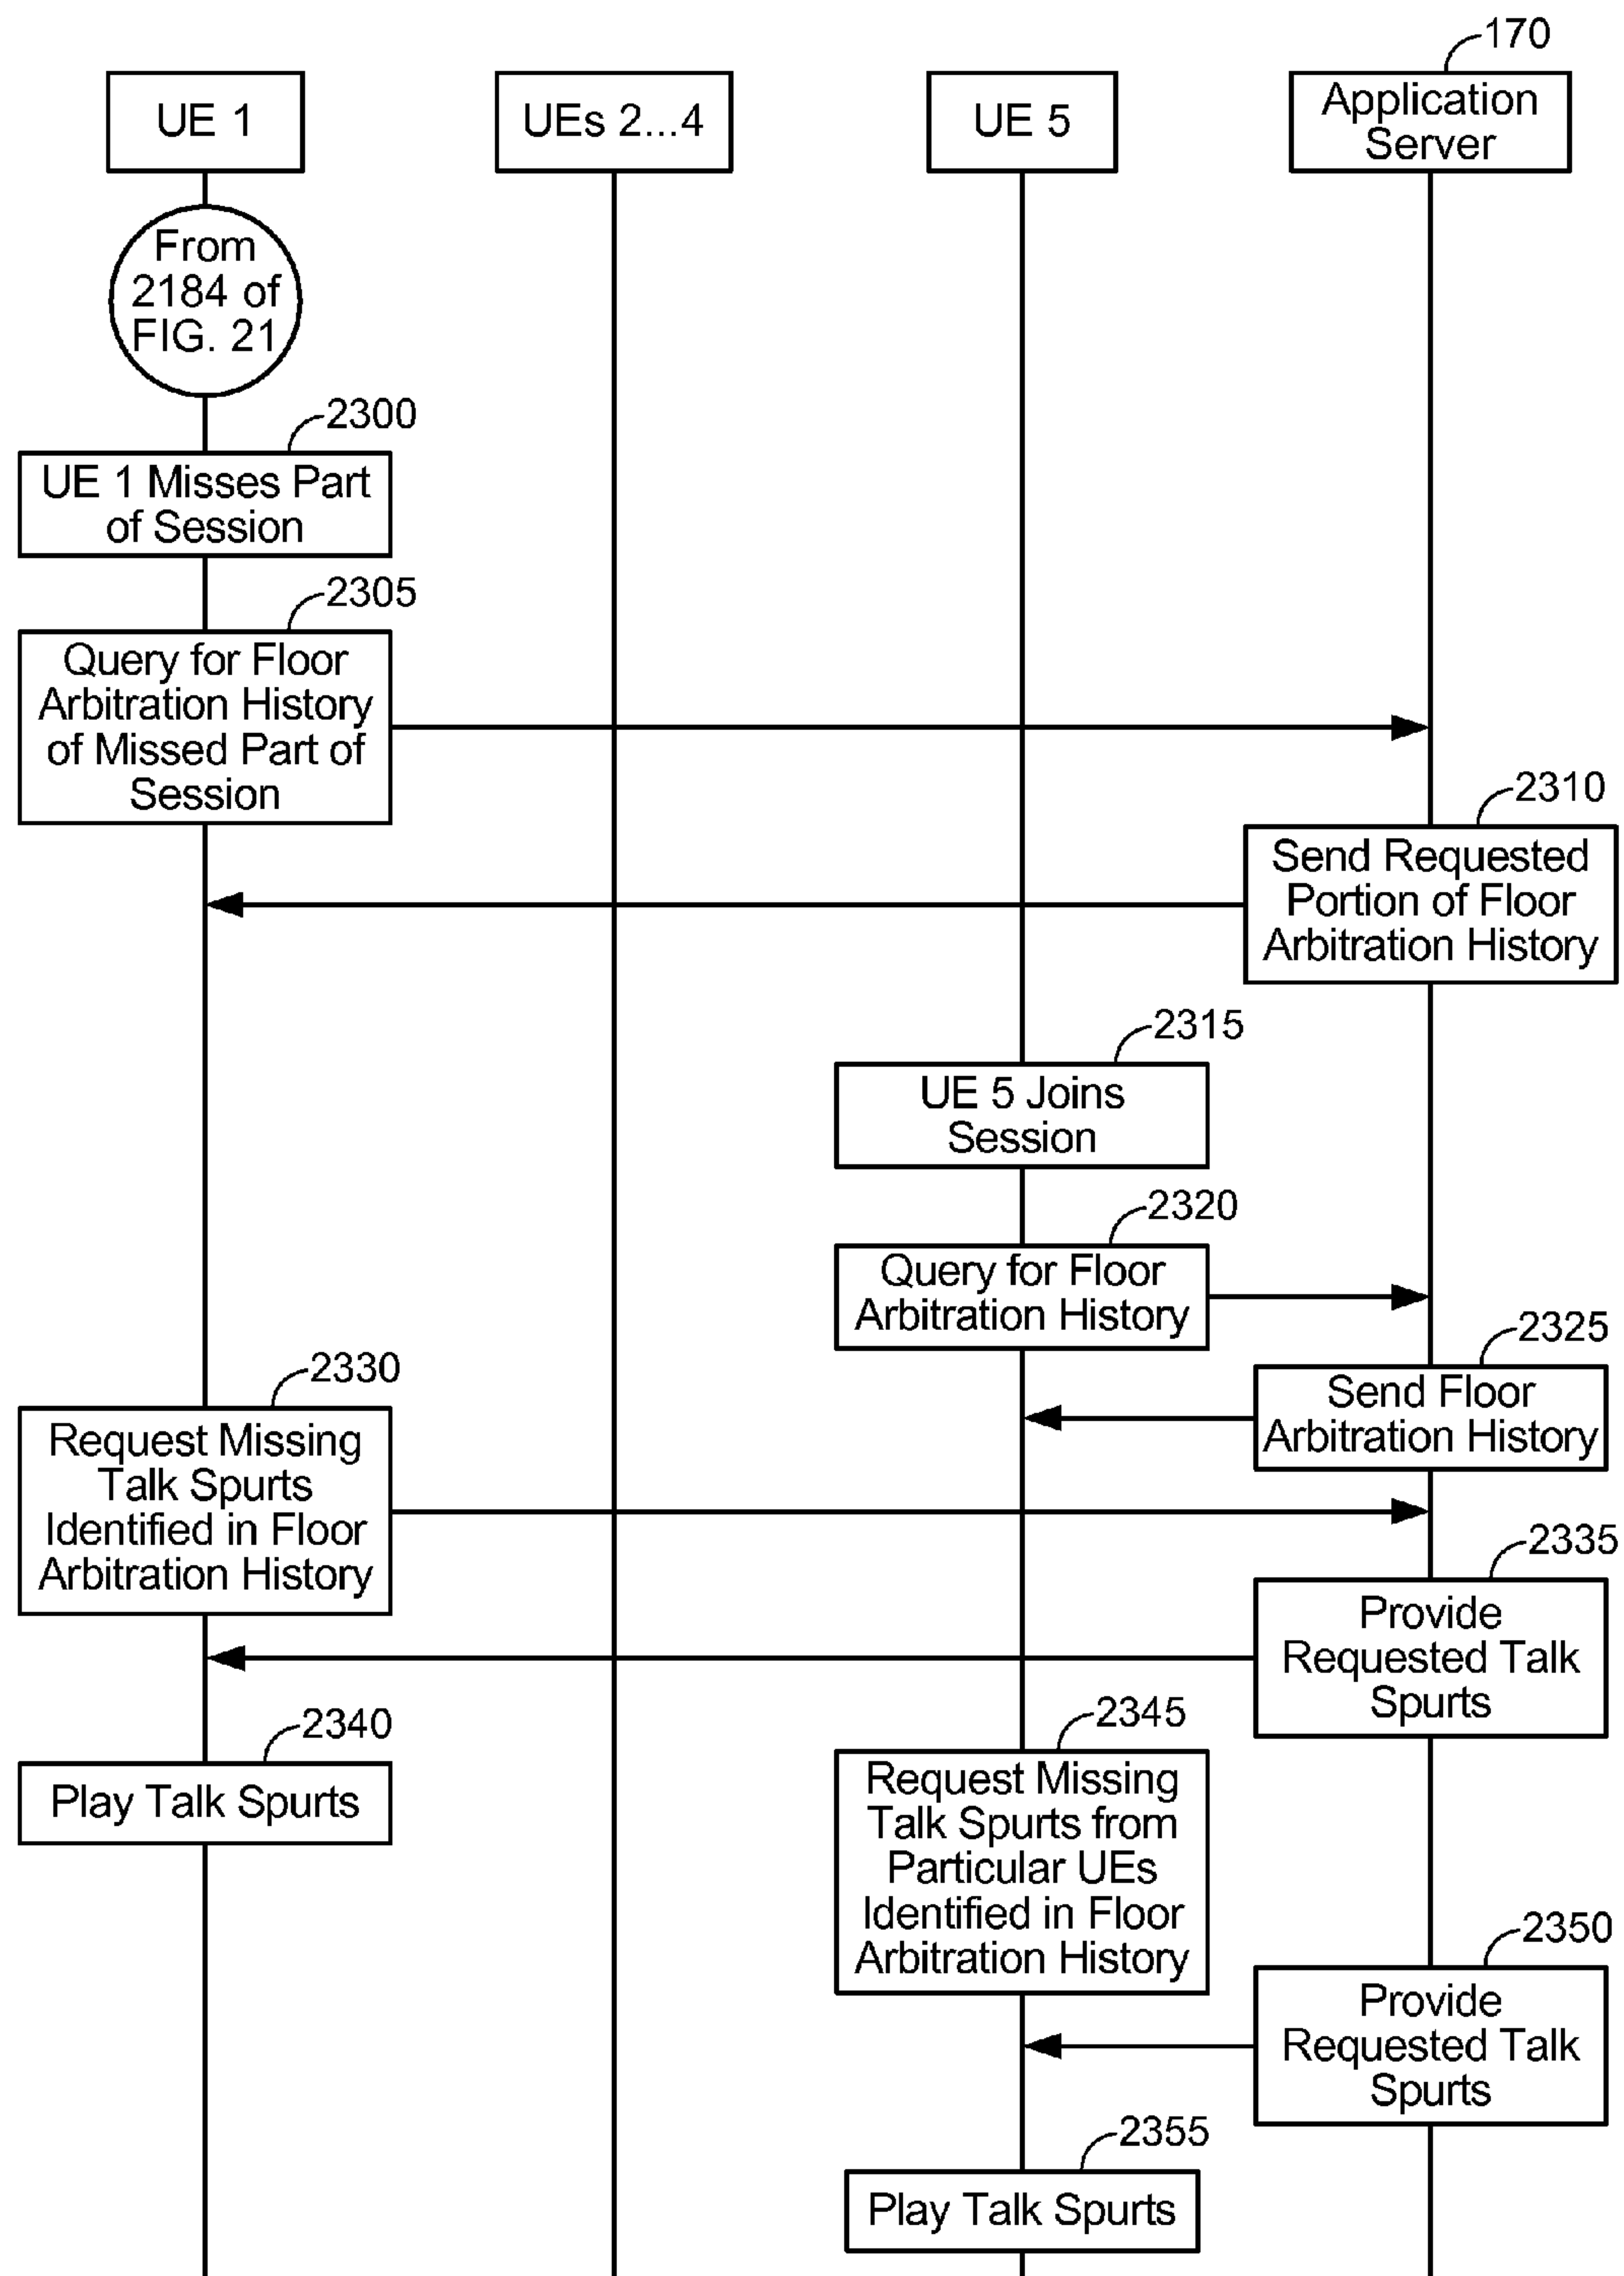 170
UE 1
UEs 2...4
UE 5
Application
Server
From
2184 of
FIG. 21
2300
UE 1 Misses Part
of Session
2305
Query for Floor
Arbitration History
of Missed Part of
Session
2310
Send Requested
Portion of Floor
Arbitration History
2315
UE 5 Joins
Session
2320
Query for Floor
Arbitration History
2325
Send Floor
Arbitration History
2330
Request Missing
Talk Spurts
Identified in Floor
Arbitration History
2335
Provide
Requested Talk
Spurts
2340
Play Talk Spurts
2345
Request Missing
Talk Spurts from
Particular UEs
Identified in Floor
Arbitration History
2350
Provide
Requested Talk
Spurts
2355
Play Talk Spurts